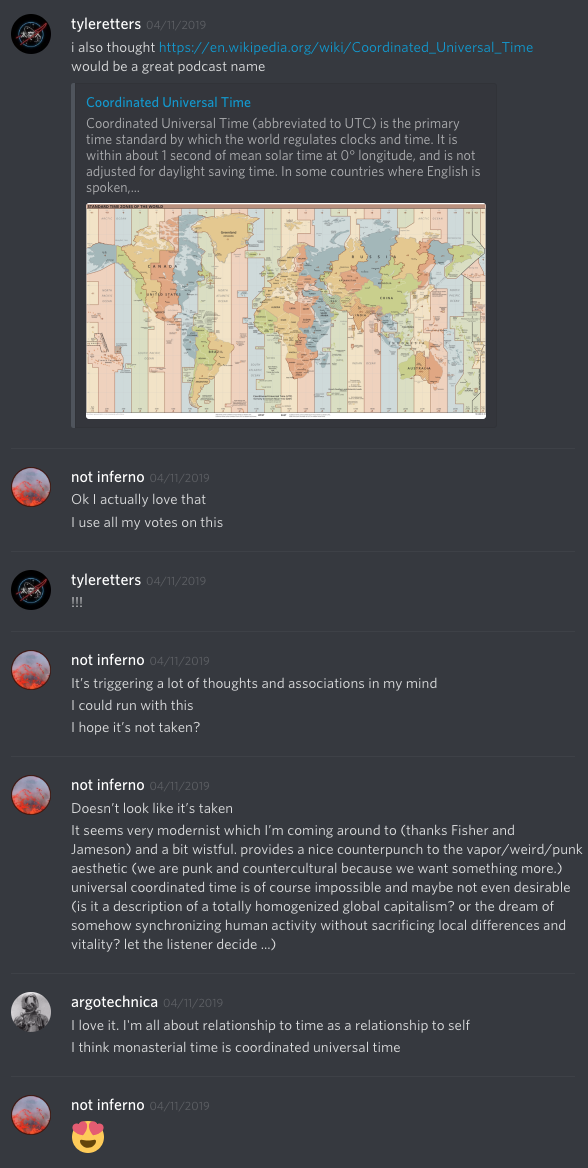 tyleretters 04/11/2019
i also thought https://en.wikipedia.org/wiki/Coordinated_Universal_Time
would be a great podcast name
Coordinated Universal Time
Coordinated Universal Time (abbreviated to UTC) is the primary
time standard by which the world regulates clocks and time. It is
within about 1 second of mean solar time at 0° longitude, and is not
adjusted for daylight saving time. In some countries where English is
spoken,...
STANDARD TIME ZONES OF THE WORLD
CANADA
RUSSIA
UNITED STATES
CHINA
INDIA
BRAZIL
AUSTRALIA
not inferno 04/11/2019
Ok I actually love that
I use all my votes on this
tyleretters 04/11/2019
!!!
not inferno 04/11/2019
It's triggering a lot of thoughts and associations in my mind
I could run with this
I hope it's not taken?
not inferno 04/11/2019
Doesn't look like it's taken
It seems very modernist which I'm coming around to (thanks Fisher and
Jameson) and a bit wistful. provides a nice counterpunch to the vapor/weird/punk
aesthetic (we are punk and countercultural because we want something more.)
universal coordinated time is of course impossible and maybe not even desirable
(is it a description of a totally homogenized global capitalism? or the dream of
somehow synchronizing human activity without sacrificing local differences and
vitality? let the listener decide ...)
argotechnica 04/11/2019
I love it. I'm all about relationship to time as a relationship to self
I think monasterial time is coordinated universal time
not inferno 04/11/2019